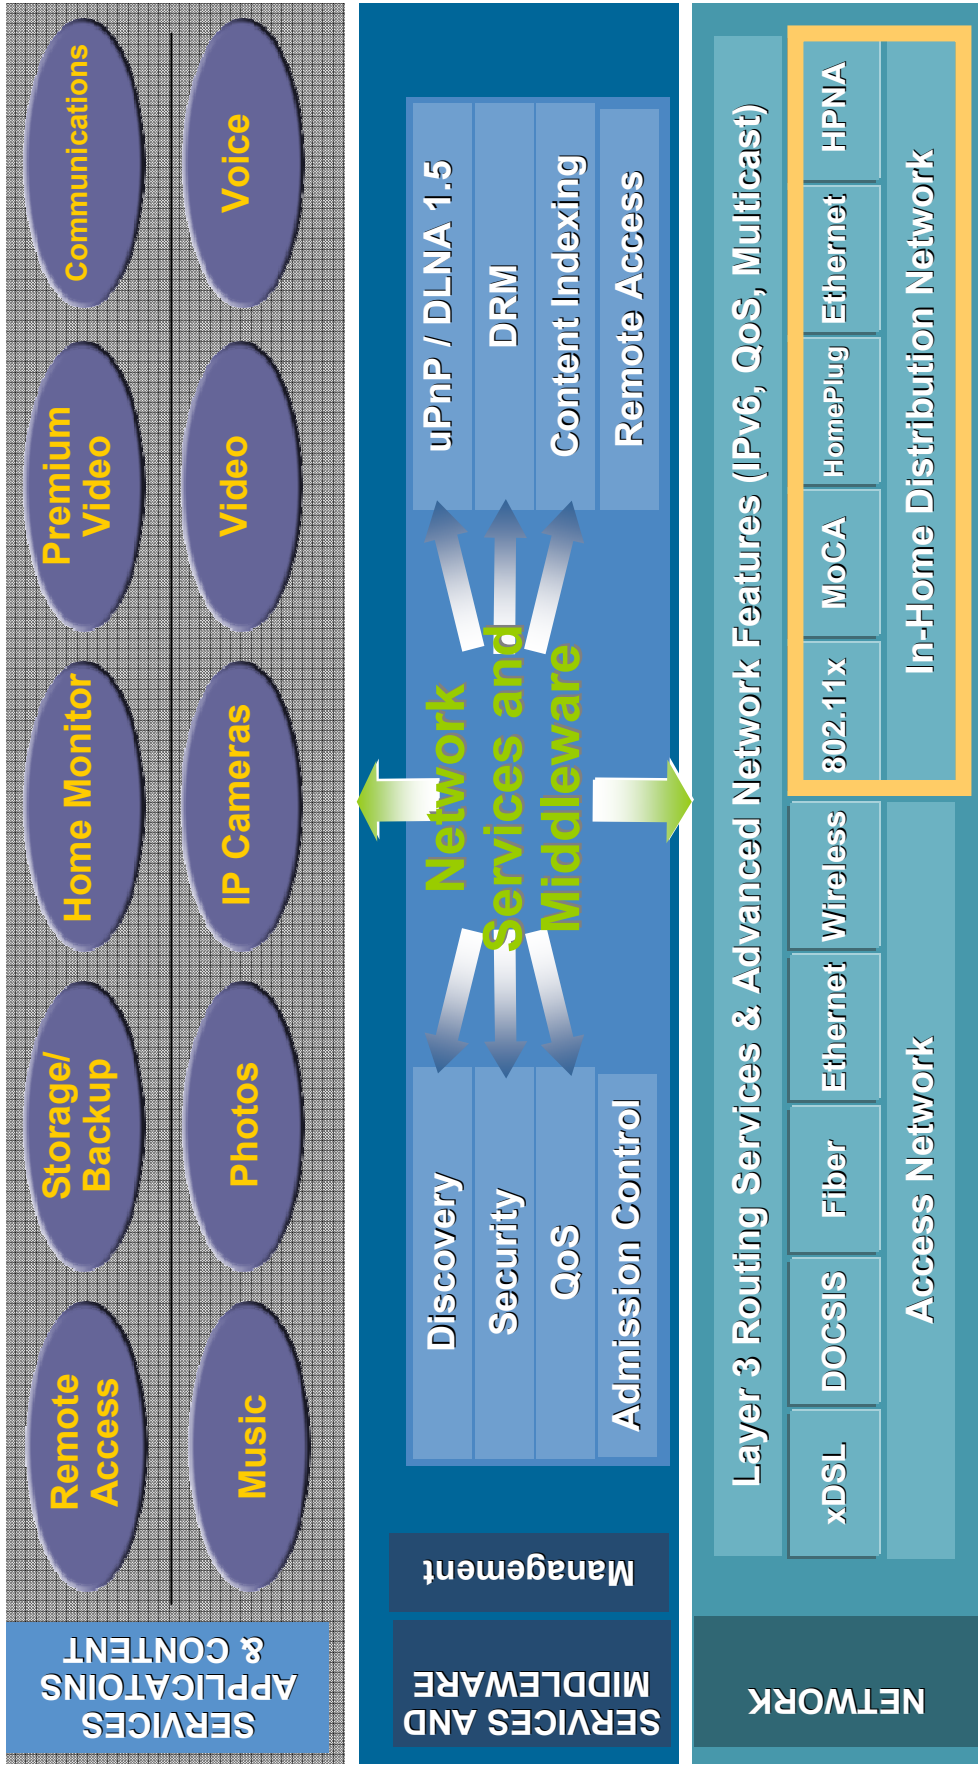 SERVICES
APPLICATOINS
& CONTENT
Remote
Access
Storage/
Backup
Home Monitor
Premium
Video
Communications
Music
Photos
IP Cameras
Video
Voice
SERVICES AND
MIDDLEWARE
Management
Discovery
Security
QoS
Admission Control
Network
Services and
Middleware
uPnP / DLNA 1.5
DRM
Content Indexing
Remote Access
NETWORK
Layer 3 Routing Services & Advanced Network Features (IPv6, QoS, Multicast)
xDSL
DOCSIS
Fiber
Ethernet
Wireless
802.11x
MoCA
HomePlug
Ethernet
HPNA
Access Network
In-Home Distribution Network